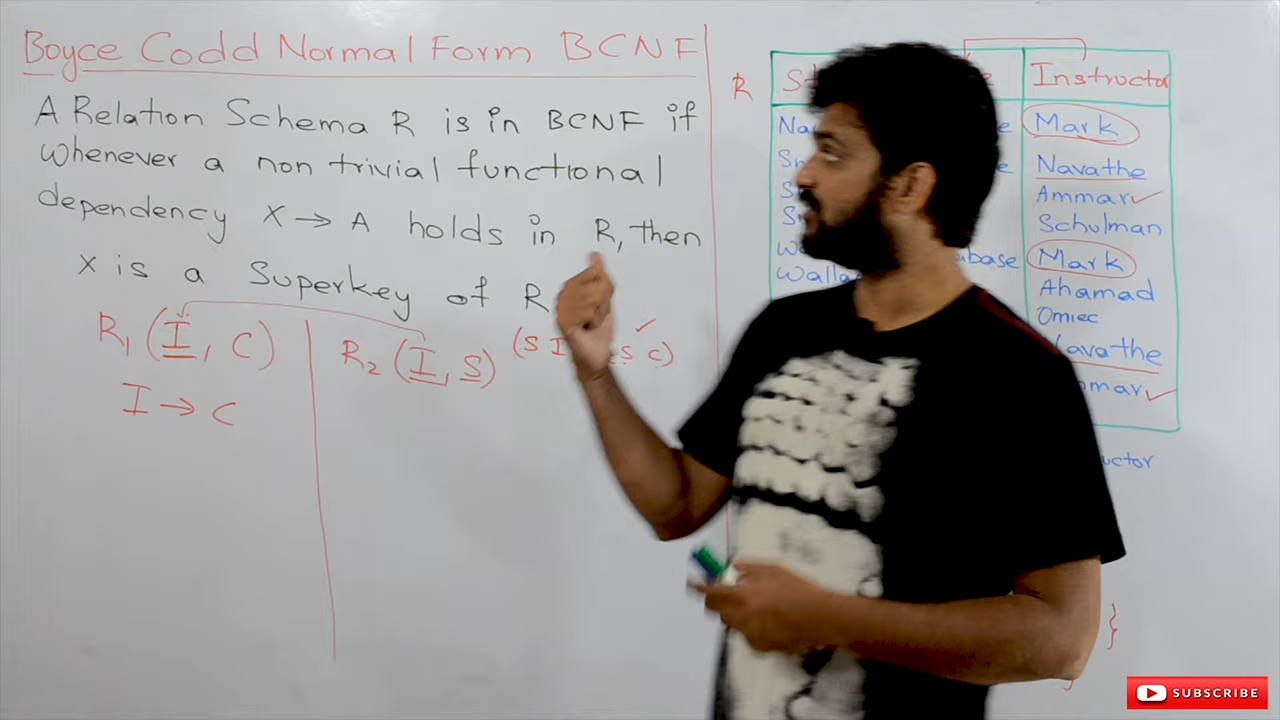 Boyce Codd Normal Form BCNF
A Relation Schema R is in BCNF if
whenever a non trivial functional
dependency X → A holds in R, then
X is a Superkey of R
R1 (I, C)
I → C
R2 (I, S)
(S I
S C)
R
Instructor
Mark
Navathe
Ammar
Schulman
Mark
Ahamad
Omiec
}
SUBSCRIBE